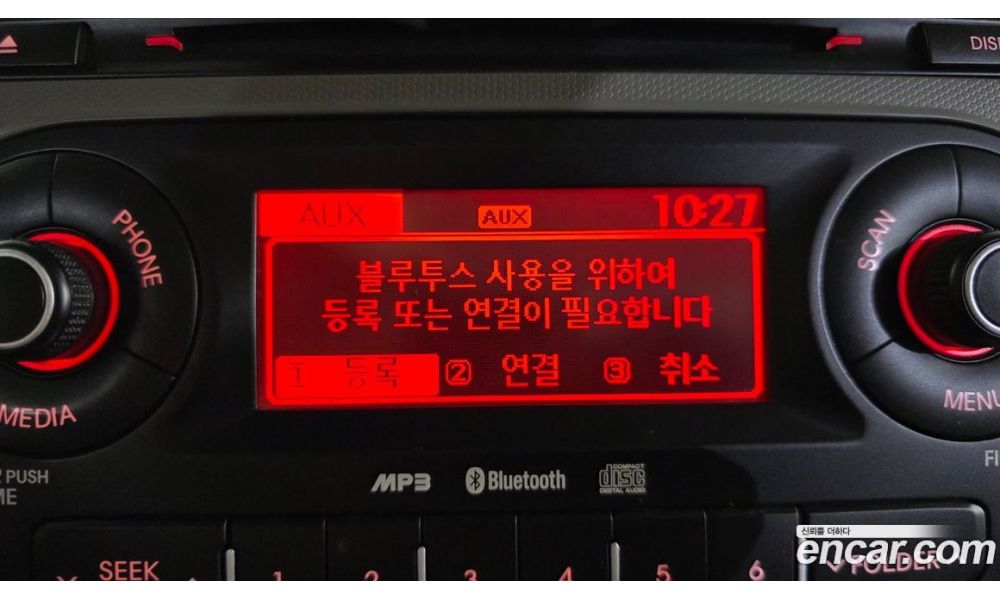 DISP
PHONE
SCAN
AUX AUX 10:27
블루투스 사용을 위하여
등록 또는 연결이 필요합니다
1 등록 2 연결 3 취소
MEDIA
MENU
PUSH
MP3 Bluetooth COMPACT disc DIGITAL AUDIO
SEEK
1 2 3 4 5 6
FOLDER
신뢰를 더하다
encar.com